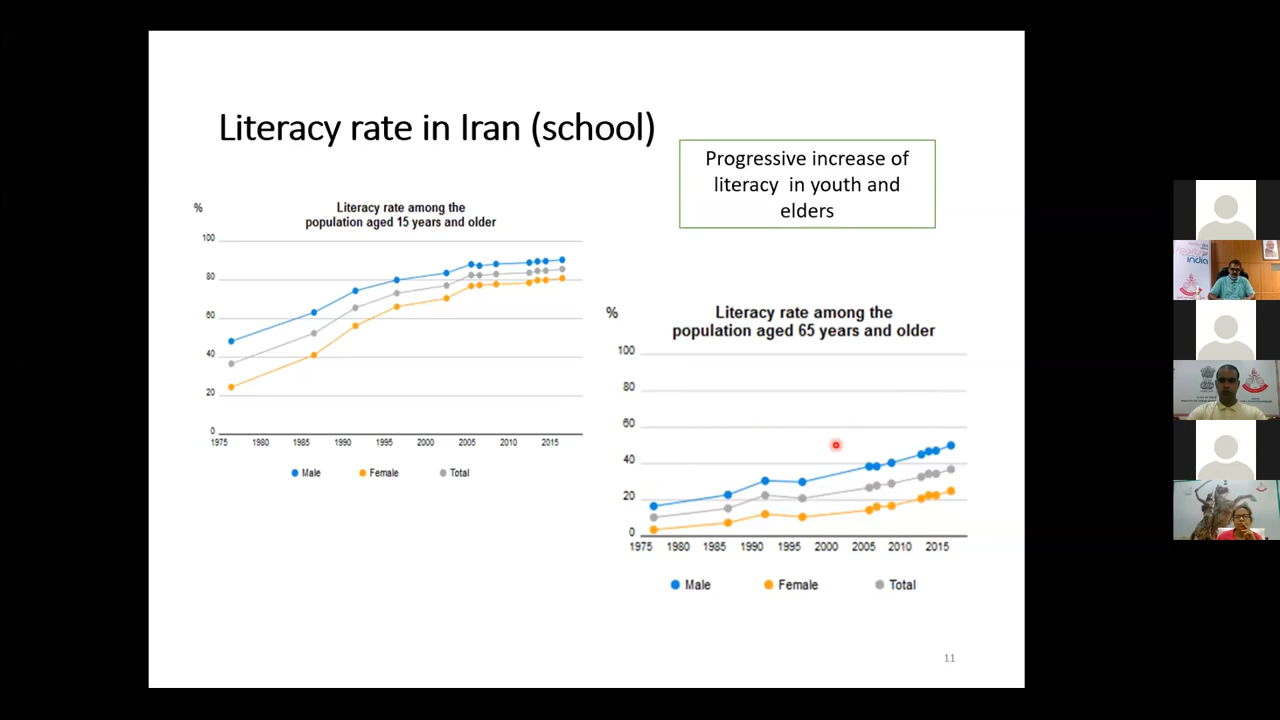 Literacy rate in Iran (school)
Progressive increase of
literacy in youth and
elders
%
Literacy rate among the
population aged 15 years and older
100
80
60
40
20
0
1975 1980 1985 1990 1995 2000 2005 2010 2015
Male Female Total
%
Literacy rate among the
population aged 65 years and older
100
80
60
40
20
0
1975 1980 1985 1990 1995 2000 2005 2010 2015
Male Female Total
11
india